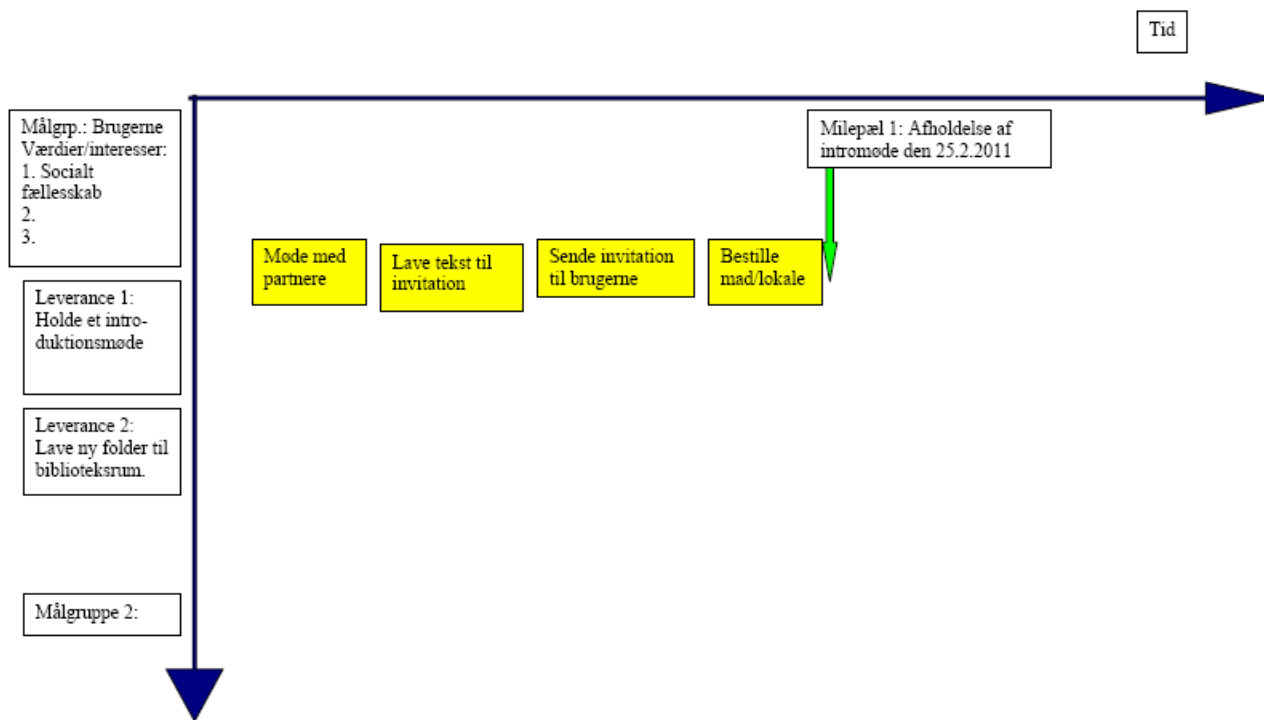 Tid
Målgrp.: Brugerne
Værdier/interesser:
1. Socialt
fællesskab
2.
3.
Milepæl 1: Afholdelse af
intromøde den 25.2.2011
Møde med
partnere
Lave tekst til
invitation
Sende invitation
til brugerne
Bestille
mad/lokale
Leverance 1:
Holde et intro-
duktionsmøde
Leverance 2:
Lave ny folder til
biblioteksrum.
Målgruppe 2: